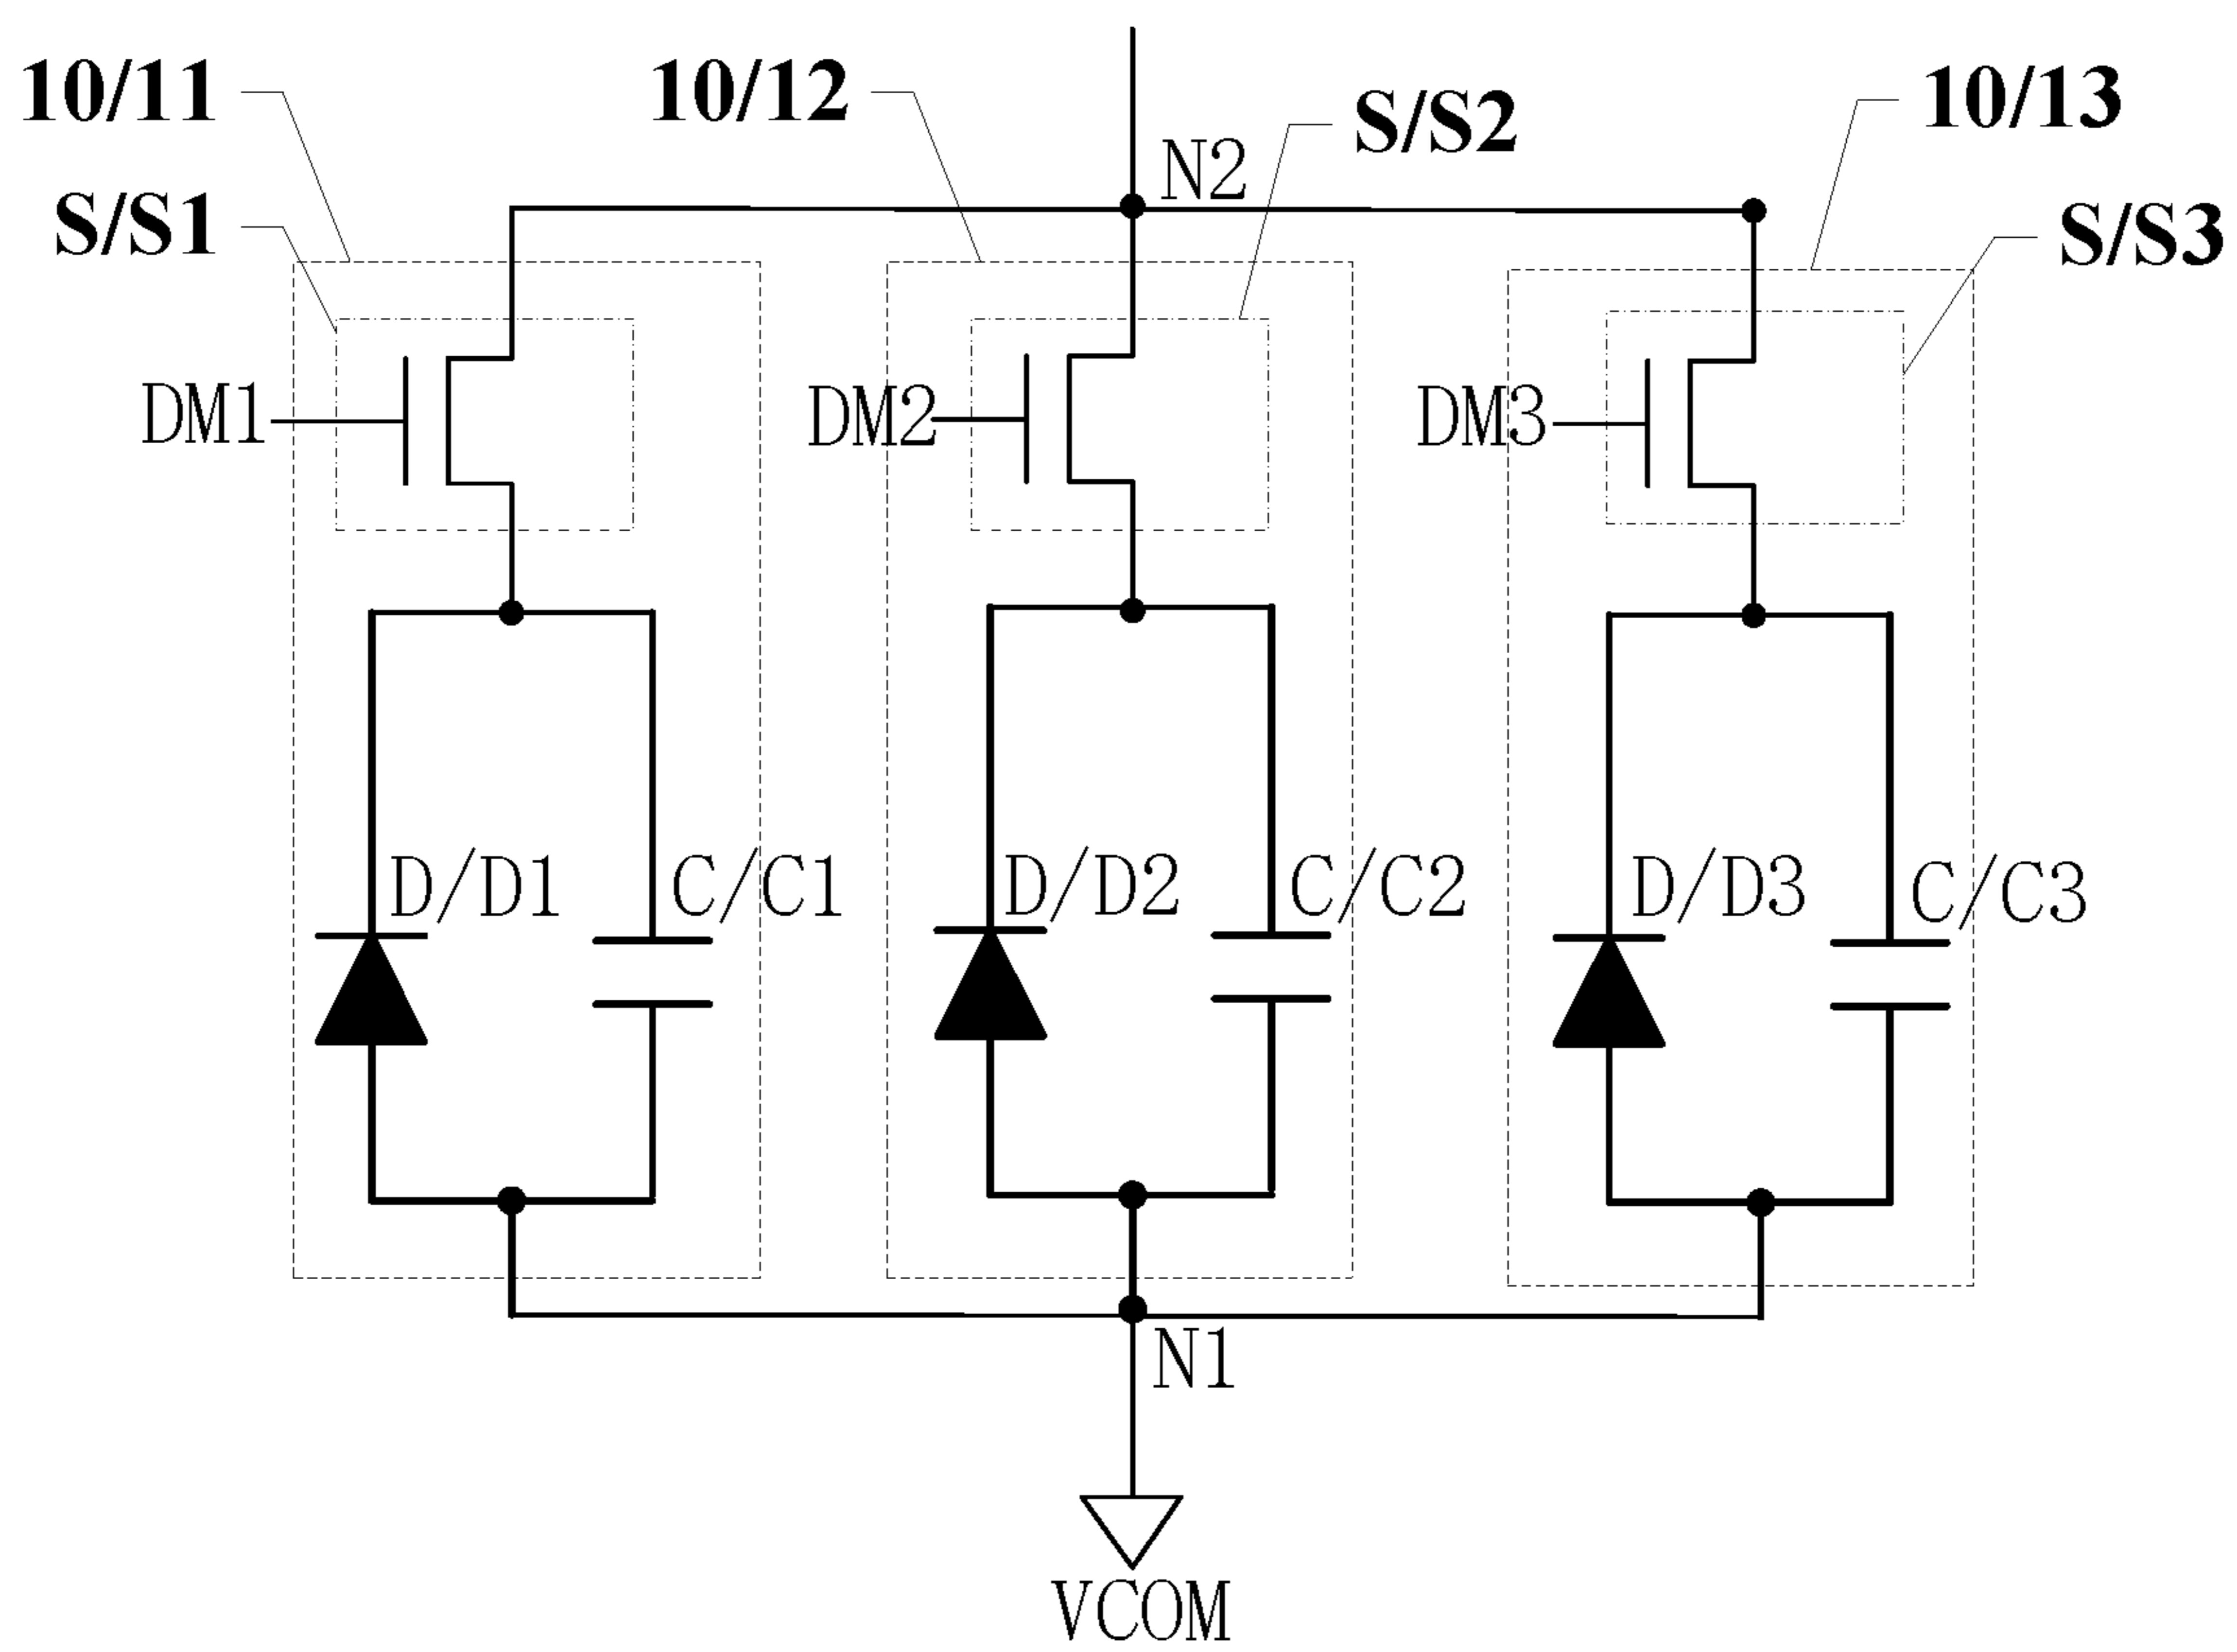 10/11
10/12
10/13
S/S2
N2
S/S1
S/S3
DM1
DM2
DM3
D/D1
C/C1
D/D2
C/C2
D/D3
C/C3
N1
VCOM